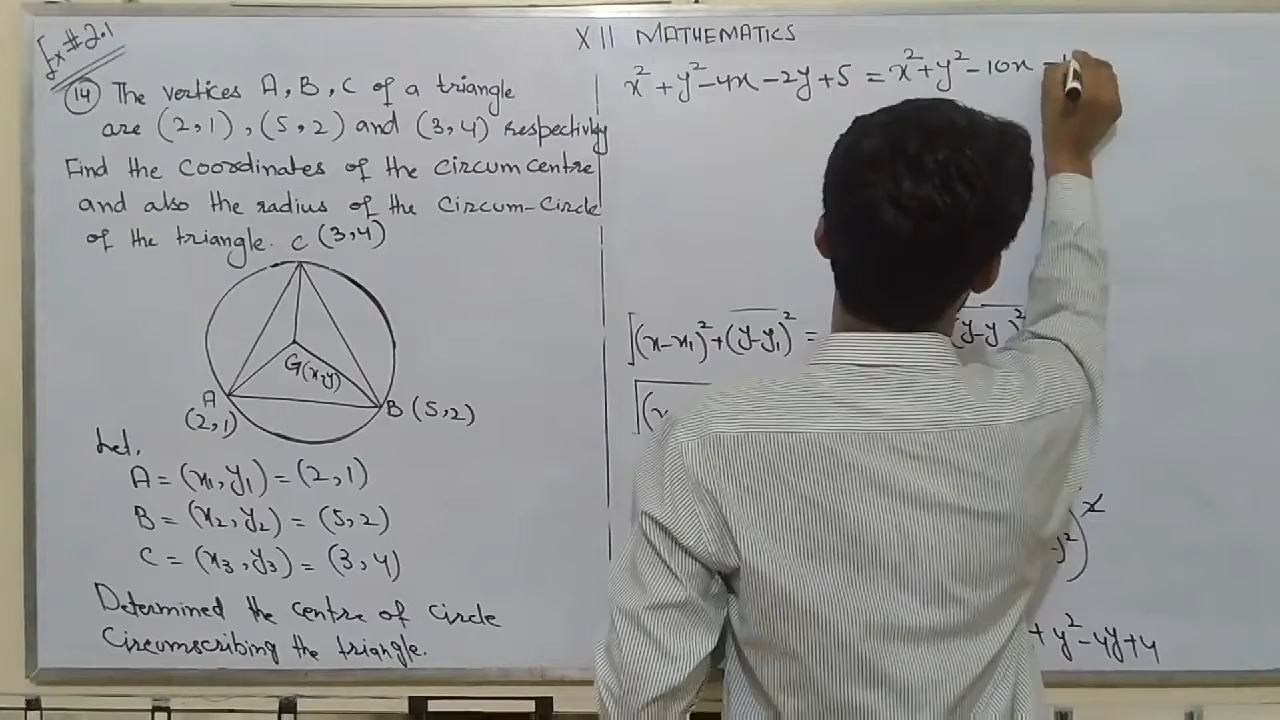 Ex # 2.1
XII MATHEMATICS
(14) The vertices A, B, C of a triangle
are (2,1), (5,2) and (3,4) respectivly
Find the coordinates of the circumcentre
and also the radius of the circum-circle
of the triangle.
C (3,4)
G(x,y)
A
(2,1)
B (5,2)
Let,
A = (x₁, y₁) = (2, 1)
B = (x₂, y₂) = (5, 2)
C = (x₃, y₃) = (3, 4)
Determined the centre of circle
Circumscribing the triangle.
x² + y² - 4x - 2y + 5 = x² + y² - 10x -
(x - x₁)² + (y - y₁)² = (y - y )²
+ y² - 4y + 4